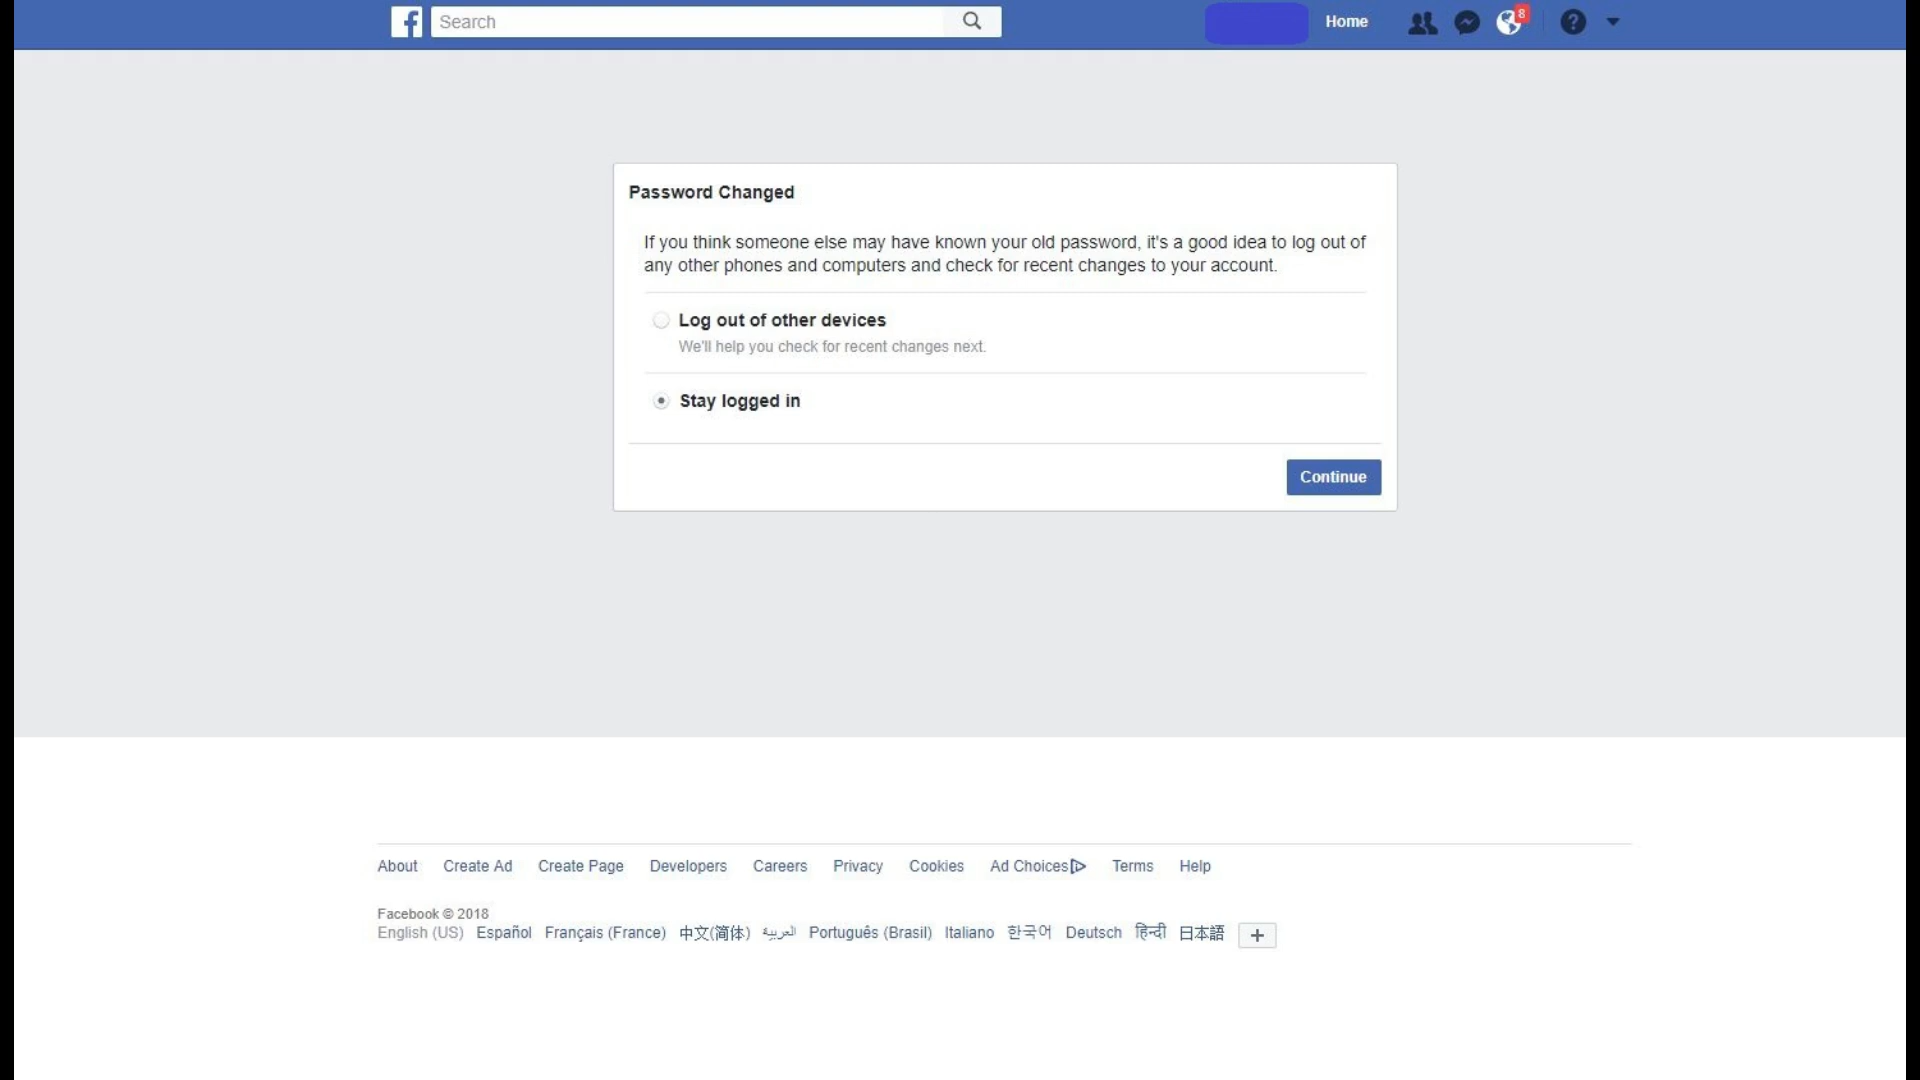 f Search Home 8 ?
Password Changed
If you think someone else may have known your old password, it's a good idea to log out of
any other phones and computers and check for recent changes to your account.
Log out of other devices
We'll help you check for recent changes next.
Stay logged in
Continue
About Create Ad Create Page Developers Careers Privacy Cookies Ad Choices Terms Help
Facebook © 2018
English (US) Español Français (France) 中文(简体) العربية Português (Brasil) Italiano 한국어 Deutsch हिन्दी 日本語 +